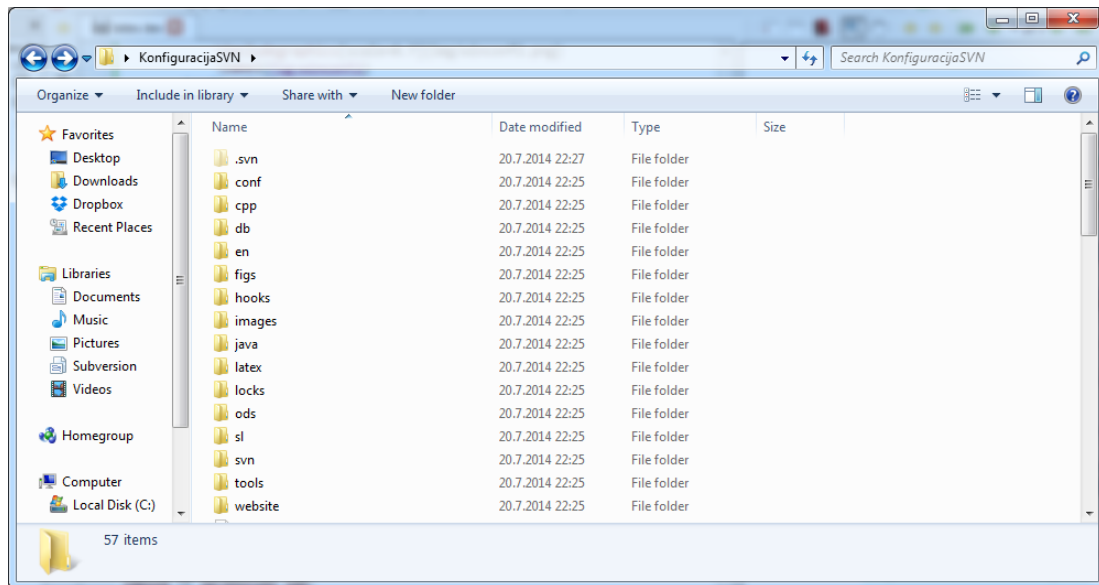 KonfiguracijaSVN
Search KonfiguracijaSVN
Organize Include in library Share with New folder
Favorites
Desktop
Downloads
Dropbox
Recent Places
Libraries
Documents
Music
Pictures
Subversion
Videos
Homegroup
Computer
Local Disk (C:)
Name Date modified Type Size
.svn 20.7.2014 22:27 File folder
conf 20.7.2014 22:25 File folder
cpp 20.7.2014 22:25 File folder
db 20.7.2014 22:25 File folder
en 20.7.2014 22:25 File folder
figs 20.7.2014 22:25 File folder
hooks 20.7.2014 22:25 File folder
images 20.7.2014 22:25 File folder
java 20.7.2014 22:25 File folder
latex 20.7.2014 22:25 File folder
locks 20.7.2014 22:25 File folder
ods 20.7.2014 22:25 File folder
sl 20.7.2014 22:25 File folder
svn 20.7.2014 22:25 File folder
tools 20.7.2014 22:25 File folder
website 20.7.2014 22:25 File folder
57 items